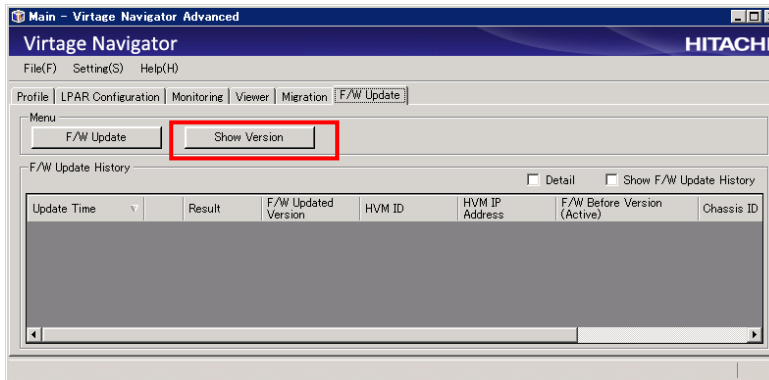 Main - Virtage Navigator Advanced
Virtage Navigator HITACHI
File(F) Setting(S) Help(H)
Profile LPAR Configuration Monitoring Viewer Migration F/W Update
Menu
F/W Update Show Version
F/W Update History
Detail Show F/W Update History
Update Time Result F/W Updated Version HVM ID HVM IP Address F/W Before Version (Active) Chassis ID